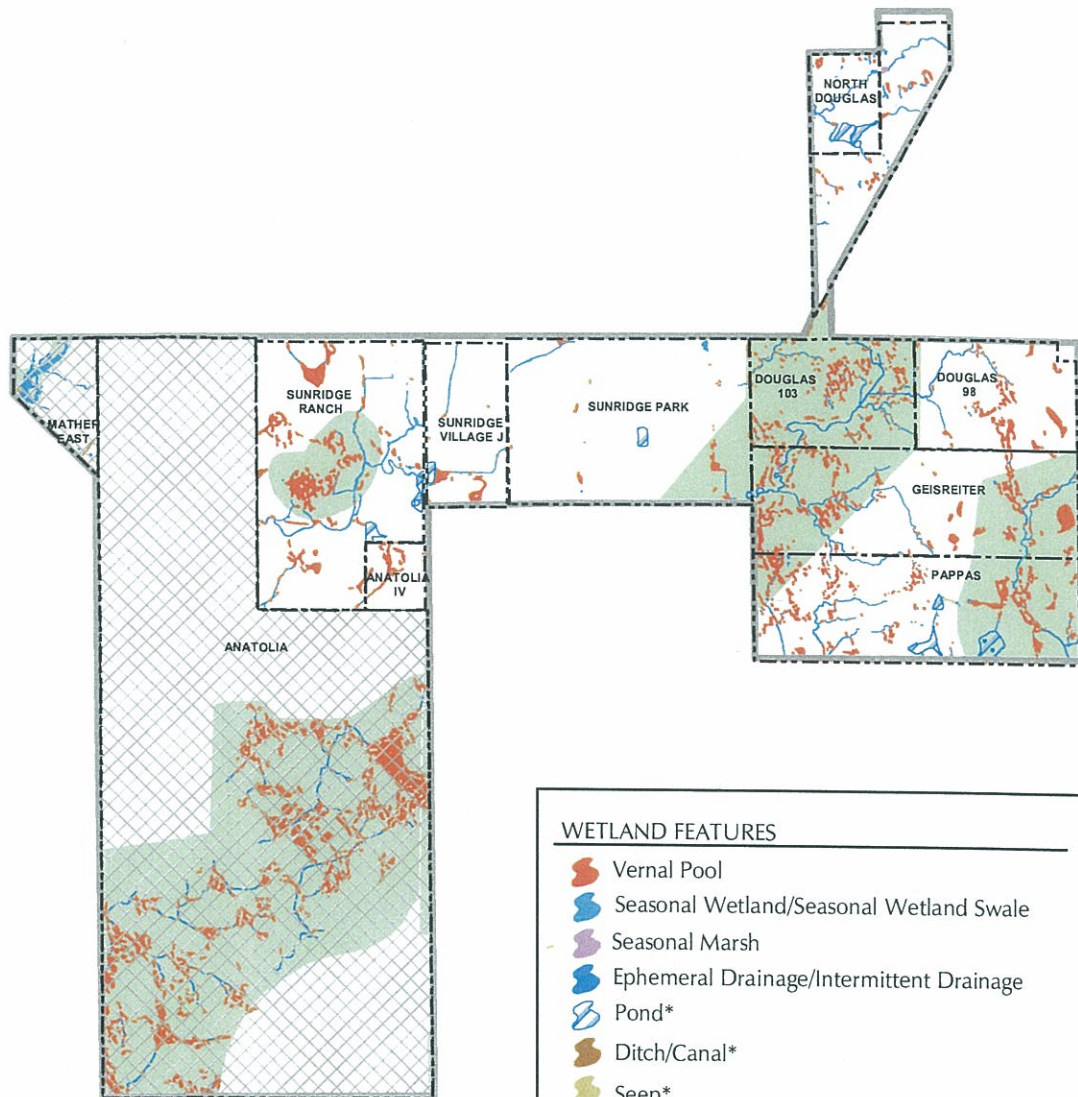 NORTH
DOUGLAS
MATHER
EAST
SUNRIDGE
RANCH
SUNRIDGE
VILLAGE J
SUNRIDGE PARK
DOUGLAS
103
DOUGLAS
98
GEISREITER
PAPPAS
ANATOLIA
IV
ANATOLIA
WETLAND FEATURES
Vernal Pool
Seasonal Wetland/Seasonal Wetland Swale
Seasonal Marsh
Ephemeral Drainage/Intermittent Drainage
Pond*
Ditch/Canal*
Seep*